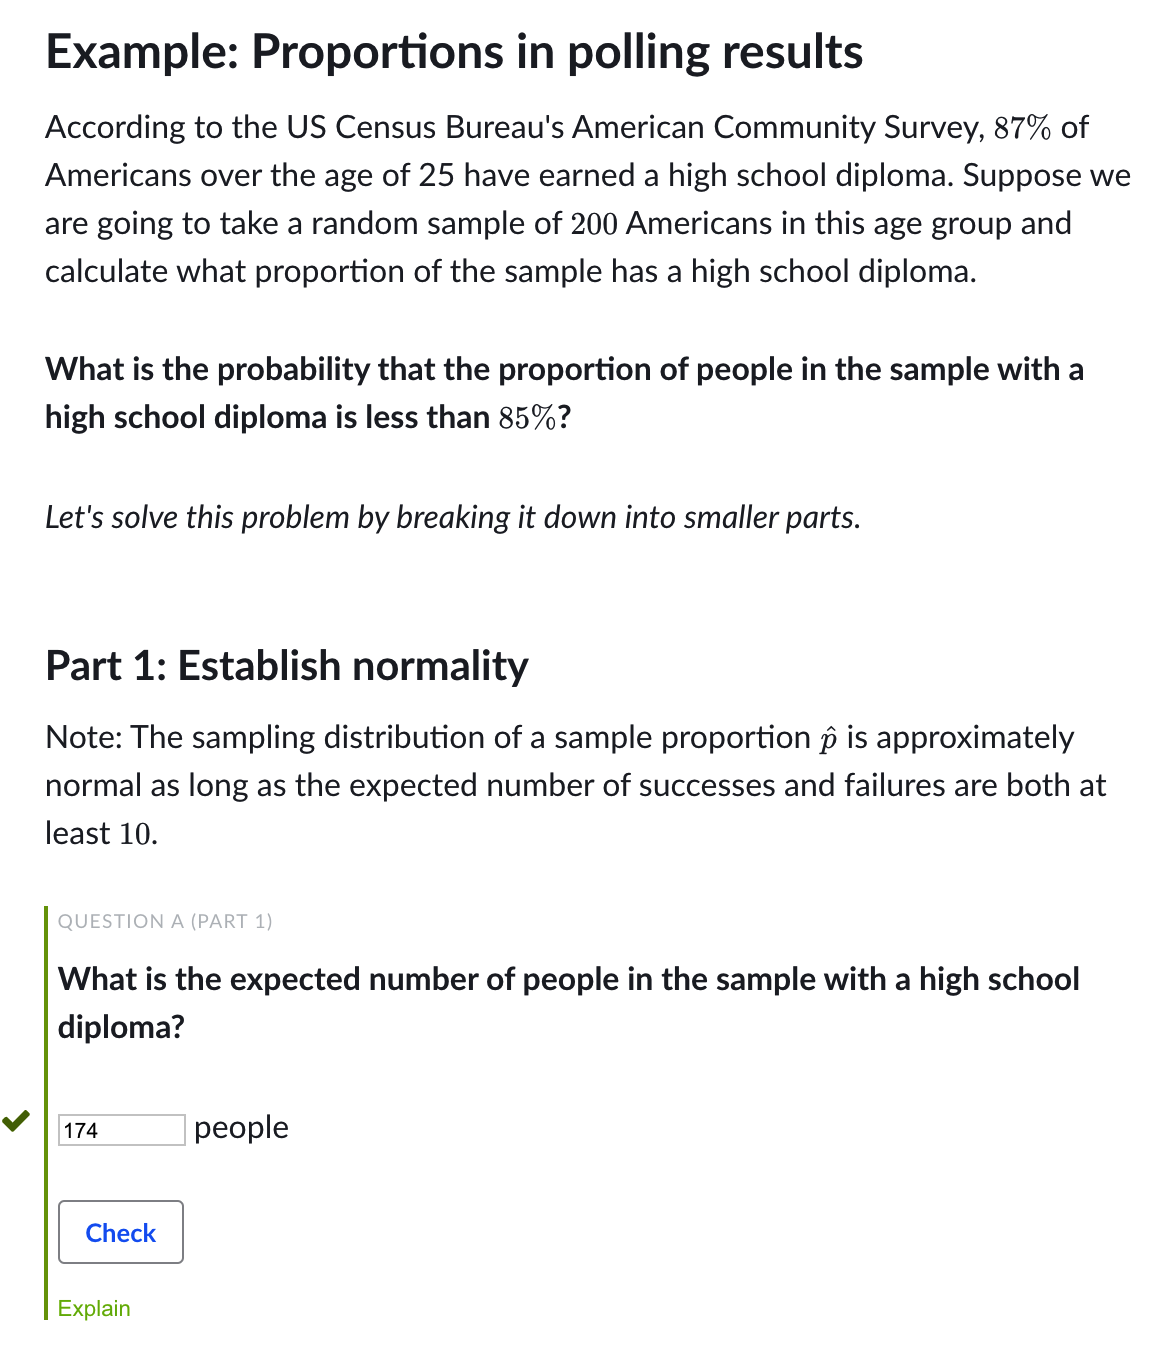 Example: Proportions in polling results
According to the US Census Bureau's American Community Survey, 87% of
Americans over the age of 25 have earned a high school diploma. Suppose we
are going to take a random sample of 200 Americans in this age group and
calculate what proportion of the sample has a high school diploma.
What is the probability that the proportion of people in the sample with a
high school diploma is less than 85%?
Let's solve this problem by breaking it down into smaller parts.
Part 1: Establish normality
Note: The sampling distribution of a sample proportion p̂ is approximately
normal as long as the expected number of successes and failures are both at
least 10.
QUESTION A (PART 1)
What is the expected number of people in the sample with a high school
diploma?
174 people
Check
Explain